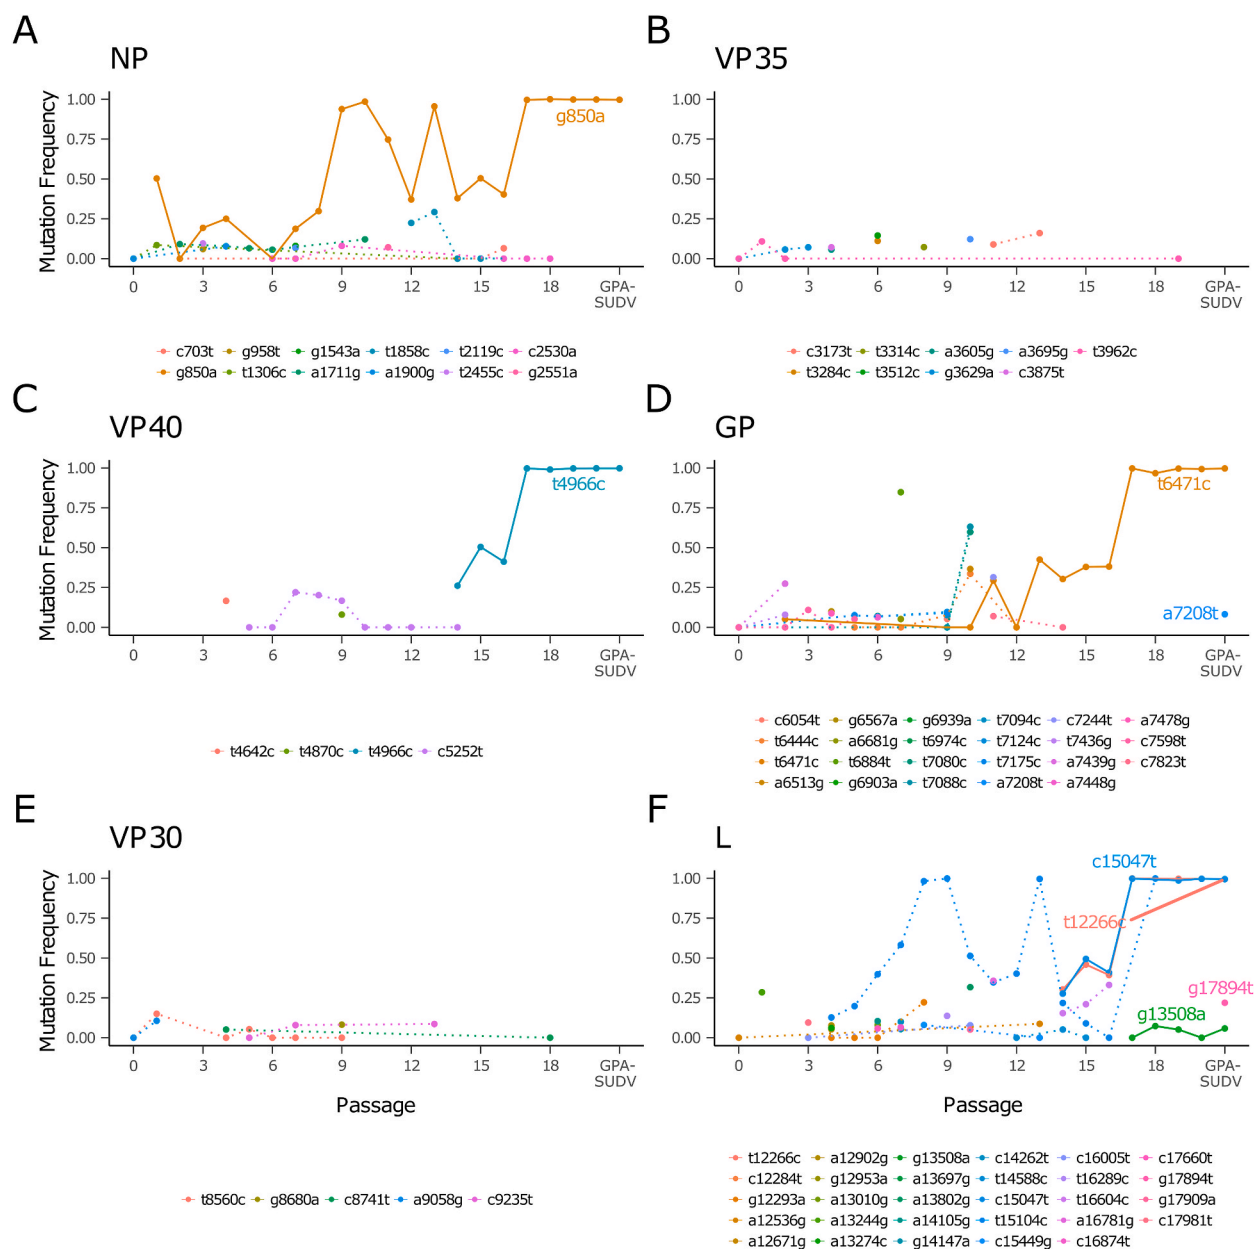 A
NP
Mutation Frequency
1.00
0.75
0.50
0.25
0.00
g850a
0 3 6 9 12 15 18 GPA-
SUDV
c703t g958t g1543a t1858c t2119c c2530a
g850a t1306c a1711g a1900g t2455c g2551a
B
VP35
1.00
0.75
0.50
0.25
0.00
0 3 6 9 12 15 18 GPA-
SUDV
c3173t t3314c a3605g a3695g t3962c
t3284c t3512c g3629a c3875t
C
VP40
Mutation Frequency
1.00
0.75
0.50
0.25
0.00
t4966c
0 3 6 9 12 15 18 GPA-
SUDV
t4642c t4870c t4966c c5252t
D
GP
1.00
0.75
0.50
0.25
0.00
t6471c
a7208t
0 3 6 9 12 15 18 GPA-
SUDV
c6054t g6567a g6939a t7094c c7244t a7478g
t6444c a6681g t6974c t7124c t7436g c7598t
t6471c t6884t t7080c t7175c a7439g c7823t
a6513g g6903a t7088c a7208t a7448g
E
VP30
Mutation Frequency
1.00
0.75
0.50
0.25
0.00
0 3 6 9 12 15 18 GPA-
SUDV
Passage
t8560c g8680a c8741t a9058g c9235t
F
L
1.00
0.75
0.50
0.25
0.00
c15047t
t12266c
g17894t
g13508a
0 3 6 9 12 15 18 GPA-
SUDV
Passage
t12266c a12902g g13508a c14262t c16005t c17660t
c12284t g12953a a13697g t14588c t16289c g17894t
g12293a a13010g a13802g c15047t t16604c g17909a
a12536g a13244g a14105g t15104c a16781g c17981t
a12671g a13274c g14147a c15449g c16874t